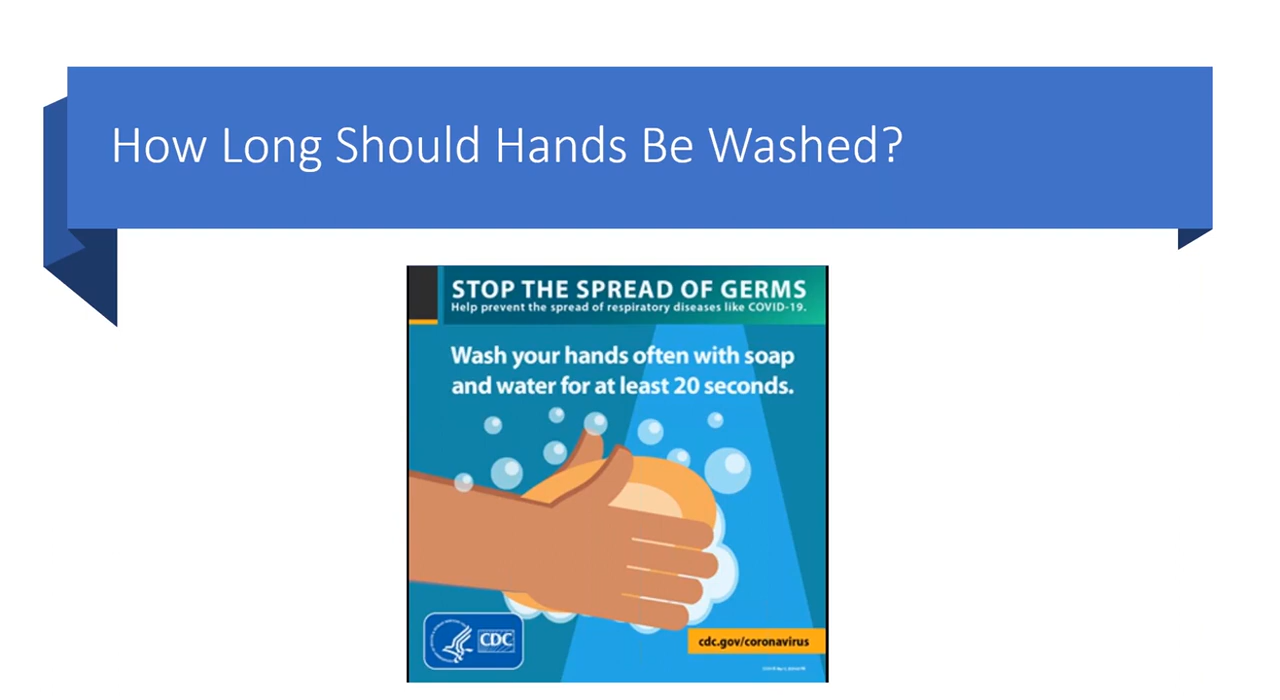 How Long Should Hands Be Washed?
STOP THE SPREAD OF GERMS
Help prevent the spread of respiratory diseases like COVID-19.
Wash your hands often with soap
and water for at least 20 seconds.
CDC
cdc.gov/coronavirus